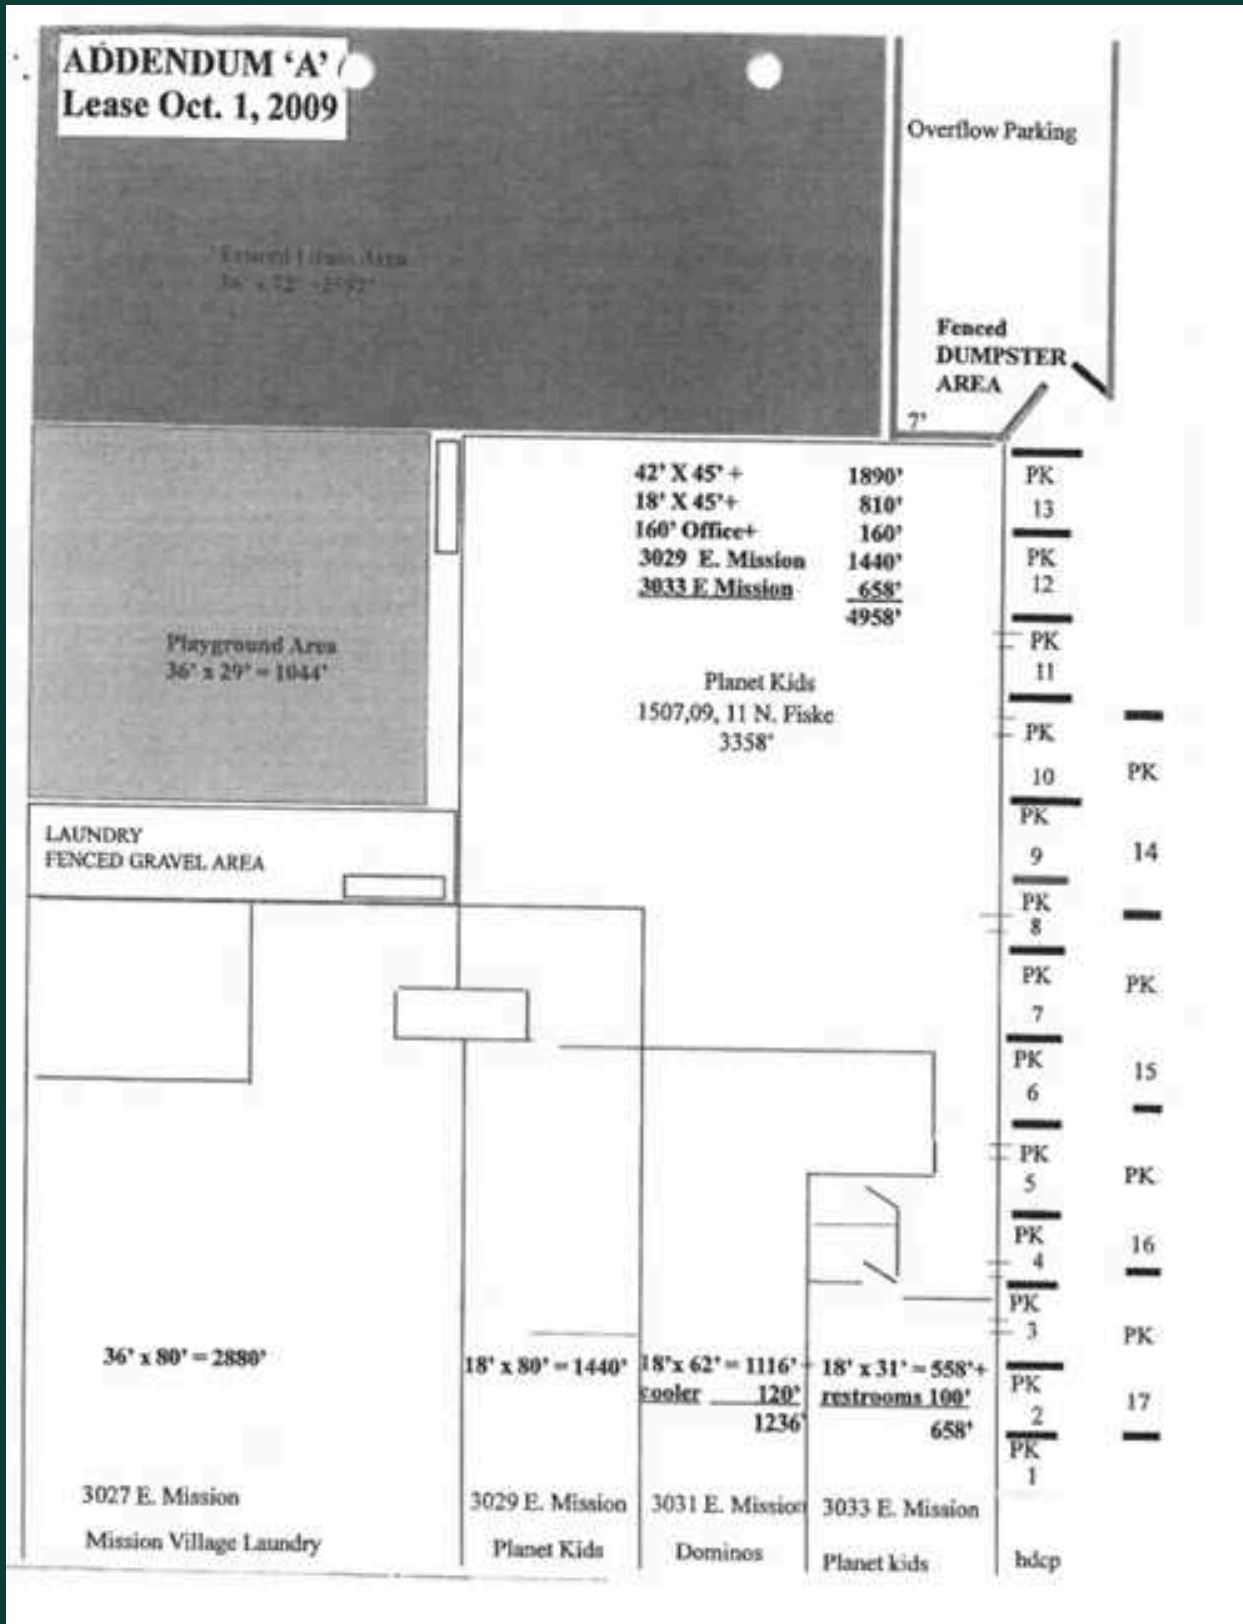 ADDENDUM ‘A’
Lease Oct. 1, 2009
Overflow Parking
Area
Fenced
DUMPSTER
AREA
7'
42' X 45' + 1890'
18' X 45'+ 810'
160' Office+ 160'
3029 E. Mission 1440'
3033 E Mission 658'
4958'
Planet Kids
1507,09, 11 N. Fiske
3358'
Playground Area
36' x 29' = 1044'
LAUNDRY
FENCED GRAVEL AREA
PK
13
PK
12
PK
11
PK
10
PK
9
PK
8
PK
7
PK
6
PK
5
PK
4
PK
3
PK
2
PK
1
PK
14
PK
15
PK
16
PK
17
36' x 80' = 2880'
18' x 80' = 1440'
18'x 62' = 1116'+
cooler 120'
1236'
18' x 31' = 558'+
restrooms 100'
658'
3027 E. Mission
Mission Village Laundry
3029 E. Mission
Planet Kids
3031 E. Mission
Dominos
3033 E. Mission
Planet kids
hdcp